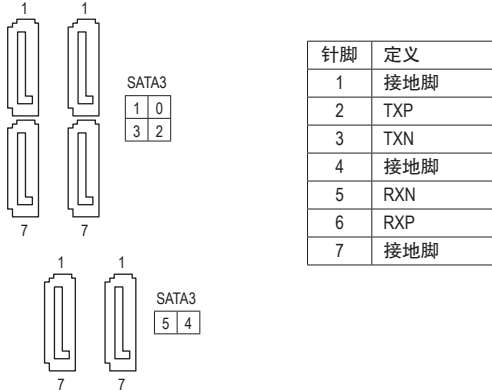 1 1
SATA3
1 0
3 2
7 7
1 1
SATA3
5 4
7 7
针脚 定义
1 接地脚
2 TXP
3 TXN
4 接地脚
5 RXN
6 RXP
7 接地脚